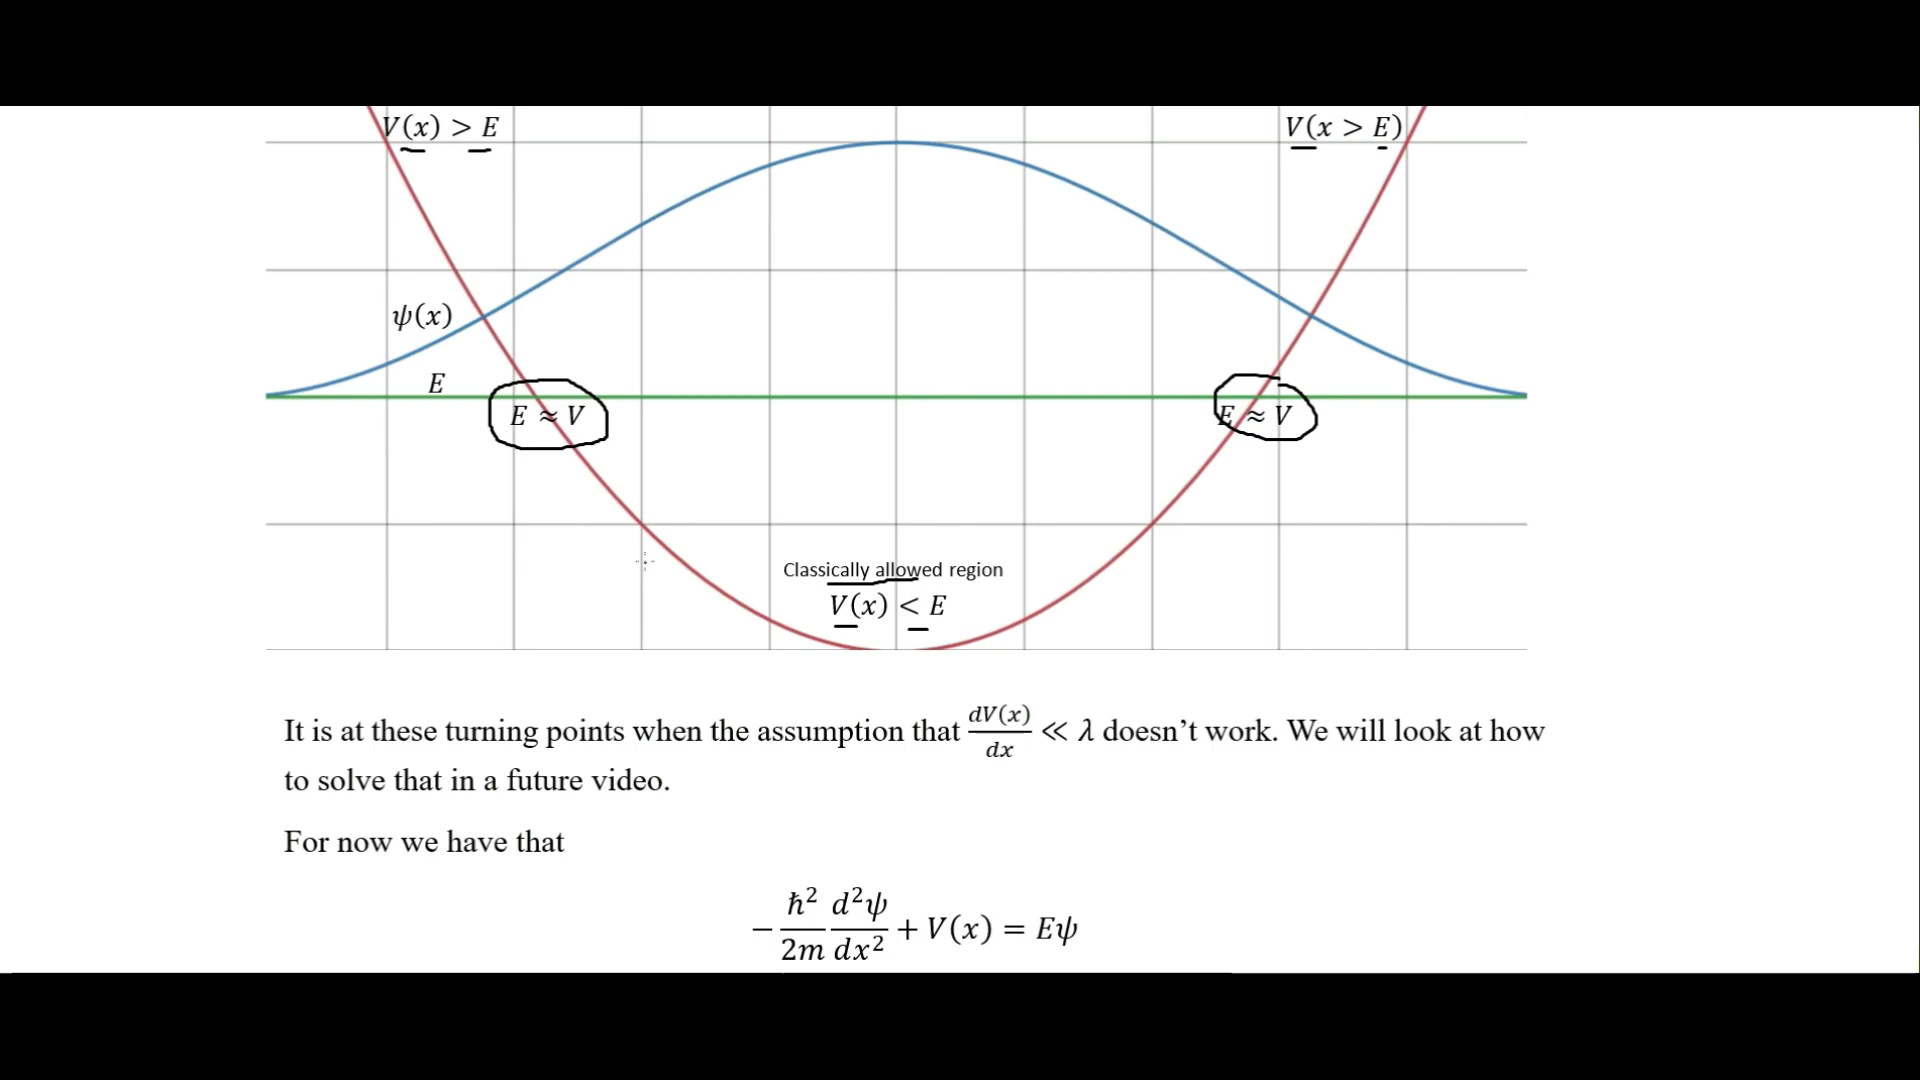 V(x) > E
V(x > E)
ψ(x)
E
E ≈ V
E ≈ V
Classically allowed region
V(x) < E
It is at these turning points when the assumption that dV(x)/dx ≪ λ doesn’t work. We will look at how
to solve that in a future video.
For now we have that
−ħ²/2m d²ψ/dx² + V(x) = Eψ